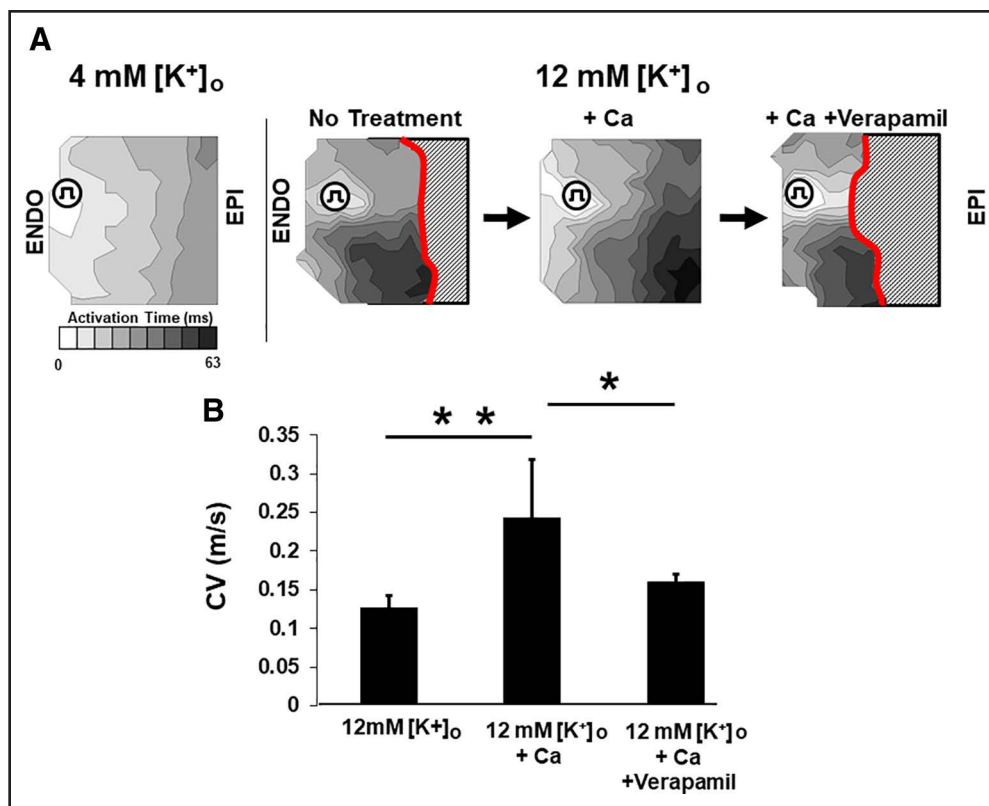 A
4 mM [K⁺]o
12 mM [K⁺]o
No Treatment
+ Ca
+ Ca +Verapamil
ENDO
EPI
ENDO
EPI
Activation Time (ms)
0
63
B
* *
*
CV (m/s)
0.35
0.3
0.25
0.2
0.15
0.1
0.05
0
12mM [K+]o
12 mM [K⁺]o
+ Ca
12 mM [K⁺]o
+ Ca
+Verapamil